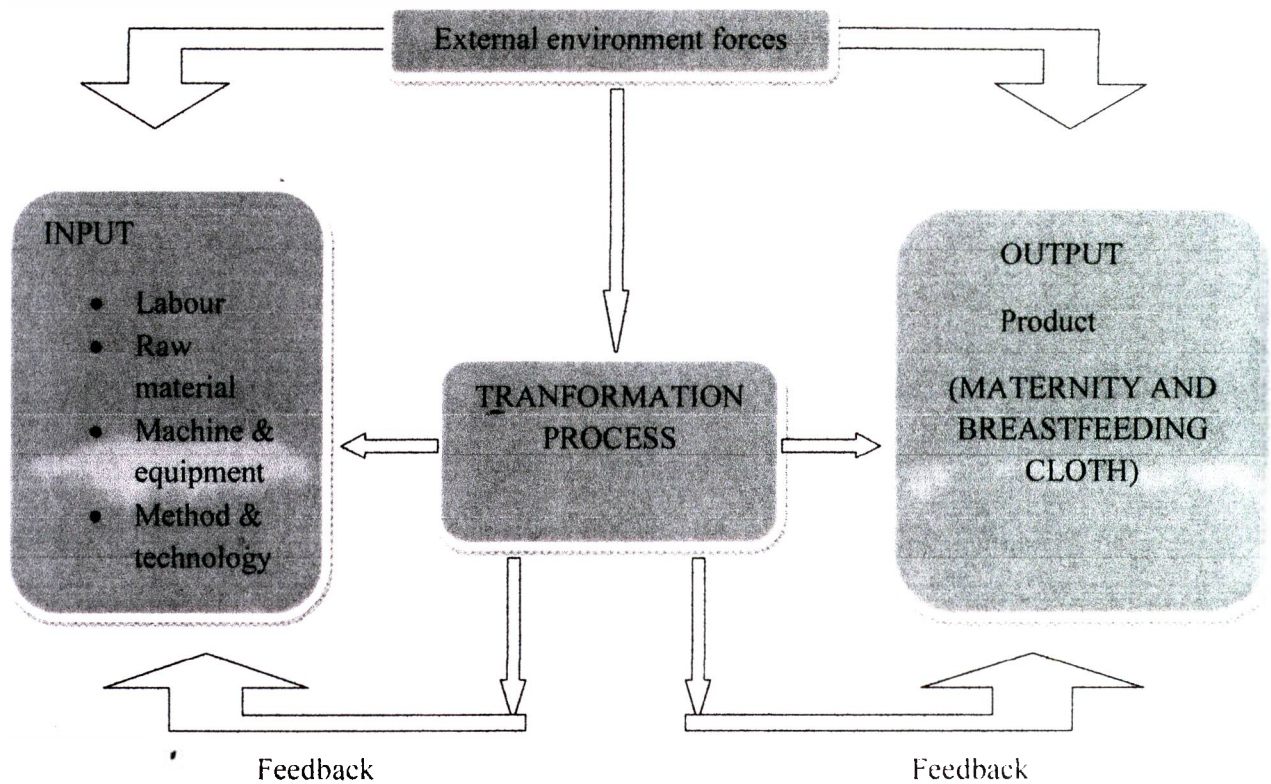 External environment forces
INPUT
• Labour
• Raw
material
• Machine &
equipment
• Method &
technology
TRANFORMATION
PROCESS
OUTPUT
Product
(MATERNITY AND
BREASTFEEDING
CLOTH)
Feedback
Feedback